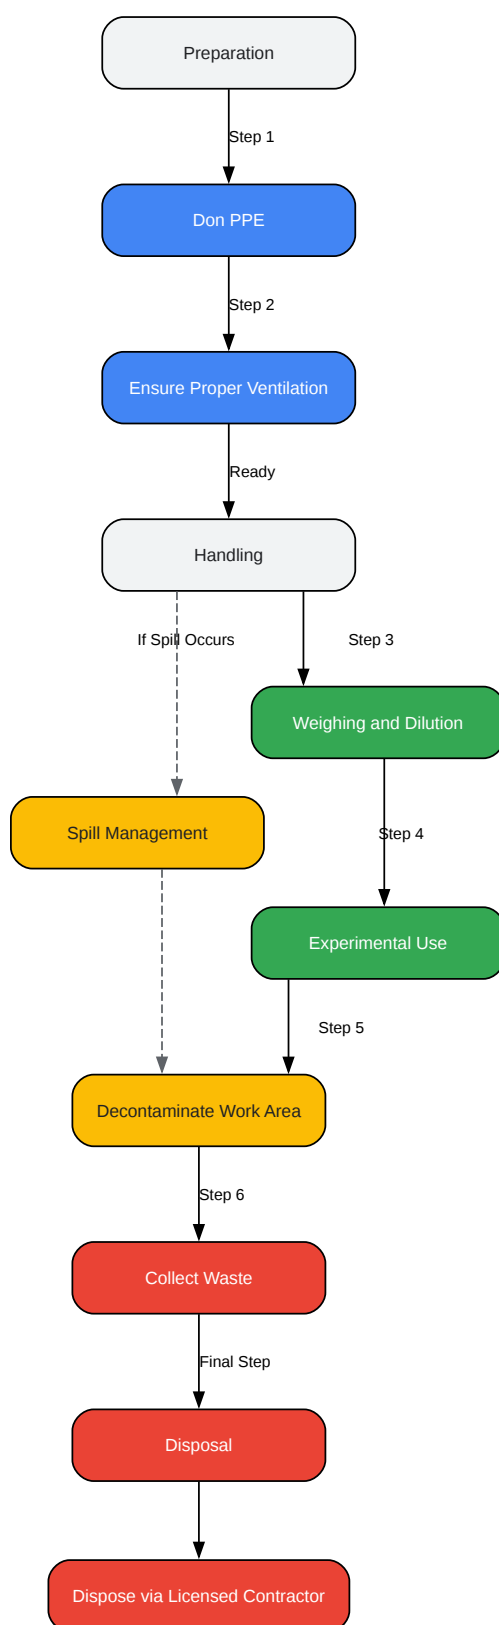 Preparation
Step 1
Don PPE
Step 2
Ensure Proper Ventilation
Ready
Handling
If Spill Occurs
Step 3
Weighing and Dilution
Spill Management
Step 4
Experimental Use
Step 5
Decontaminate Work Area
Step 6
Collect Waste
Final Step
Disposal
Dispose via Licensed Contractor